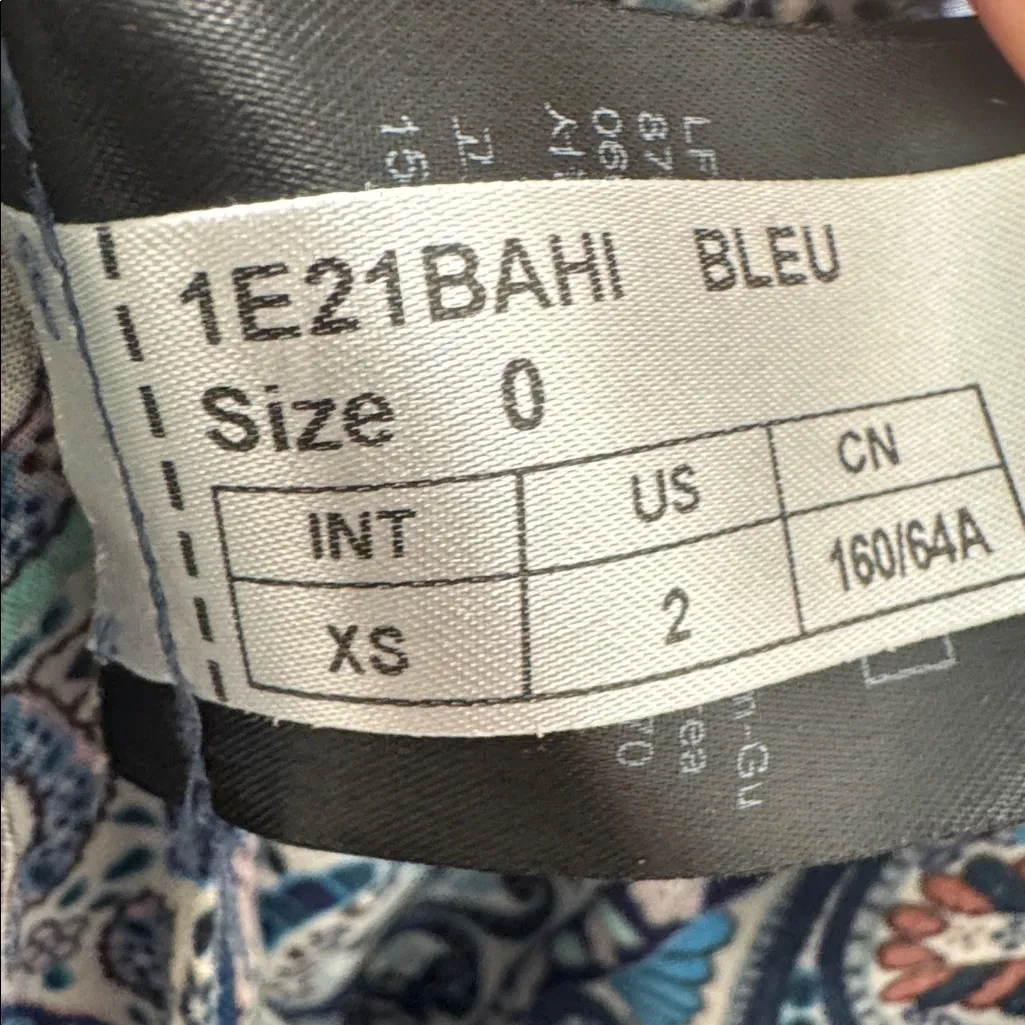 1E21BAHI BLEU
Size 0
INT US CN
XS 2 160/64A